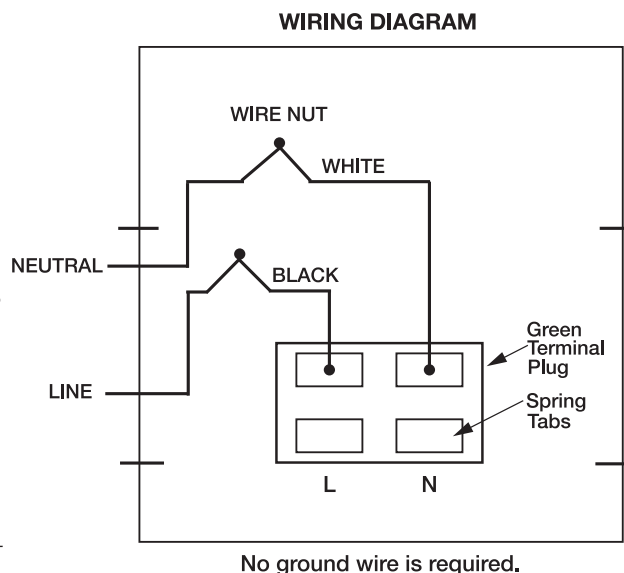 WIRING DIAGRAM
WIRE NUT
WHITE
NEUTRAL
BLACK
Green
Terminal
Plug
LINE
Spring
Tabs
L N
No ground wire is required.